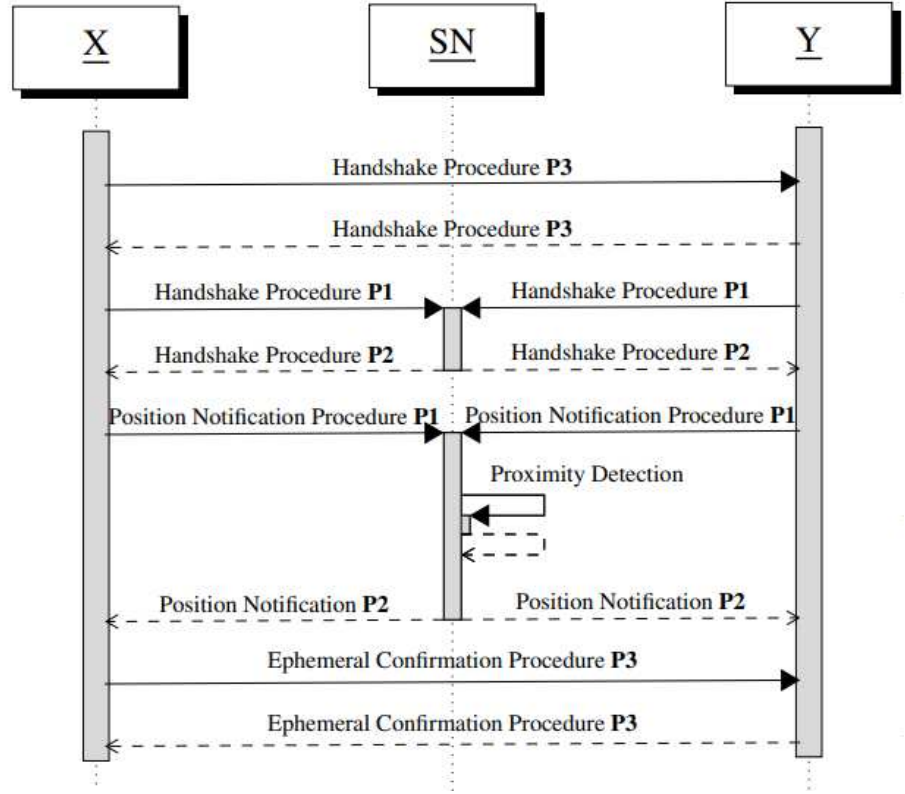 X
SN
Y
Handshake Procedure P3
Handshake Procedure P3
Handshake Procedure P1
Handshake Procedure P1
Handshake Procedure P2
Handshake Procedure P2
Position Notification Procedure P1
Position Notification Procedure P1
Proximity Detection
Position Notification P2
Position Notification P2
Ephemeral Confirmation Procedure P3
Ephemeral Confirmation Procedure P3